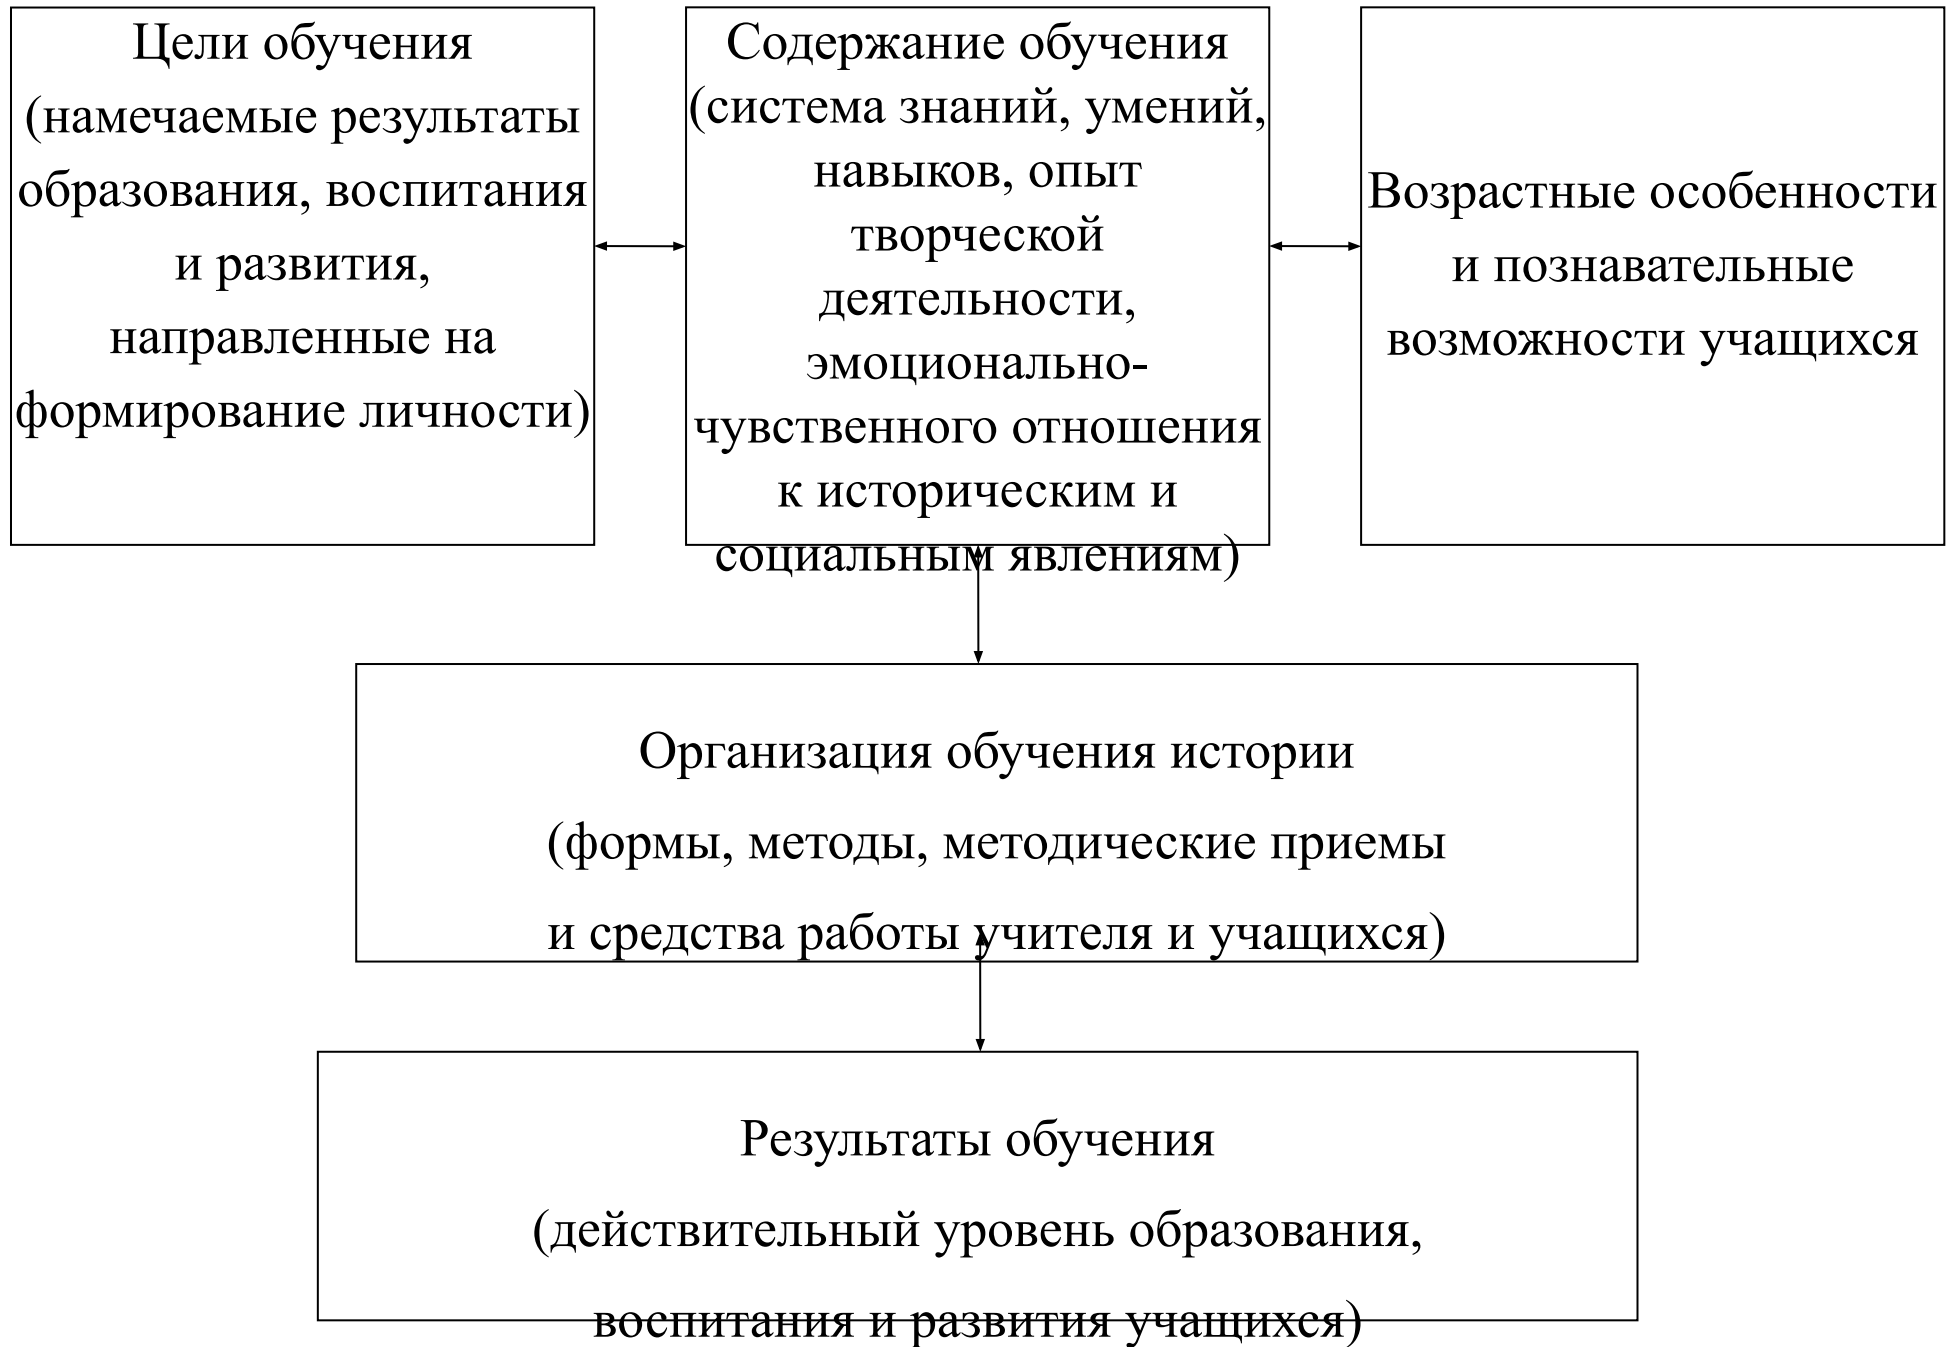 Цели обучения
(намечаемые результаты
образования, воспитания
и развития,
направленные на
формирование личности)
Содержание обучения
(система знаний, умений,
навыков, опыт
творческой
деятельности,
эмоционально-
чувственного отношения
к историческим и
социальным явлениям)
Возрастные особенности
и познавательные
возможности учащихся
Организация обучения истории
(формы, методы, методические приемы
и средства работы учителя и учащихся)
Результаты обучения
(действительный уровень образования,
воспитания и развития учащихся)